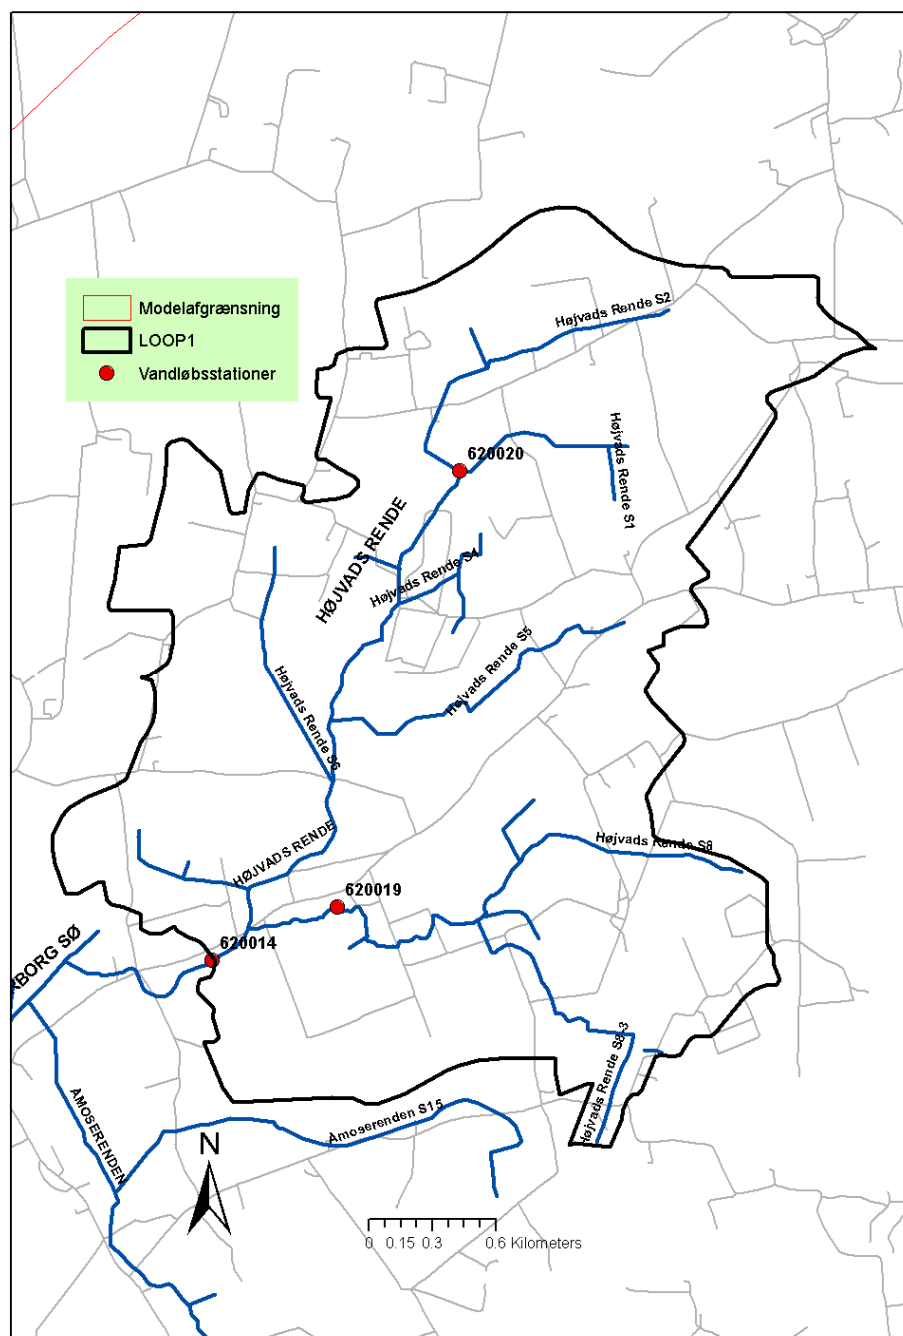 Højvads Rende S2
Modelafgrænsning
LOOP1
Vandløbsstationer
Højvads Rende S1
620020
HØJVADS RENDE
Højvads Rende S4
Højvads Rende S5
Højvads Rende S6
HØJVADS RENDE
Højvads Rende S8
620019
620014
RBORG SØ
Højvads Rende S8-3
AMOSERENDEN
Amoserenden S15
N
0 0.15 0.3 0.6 Kilometers